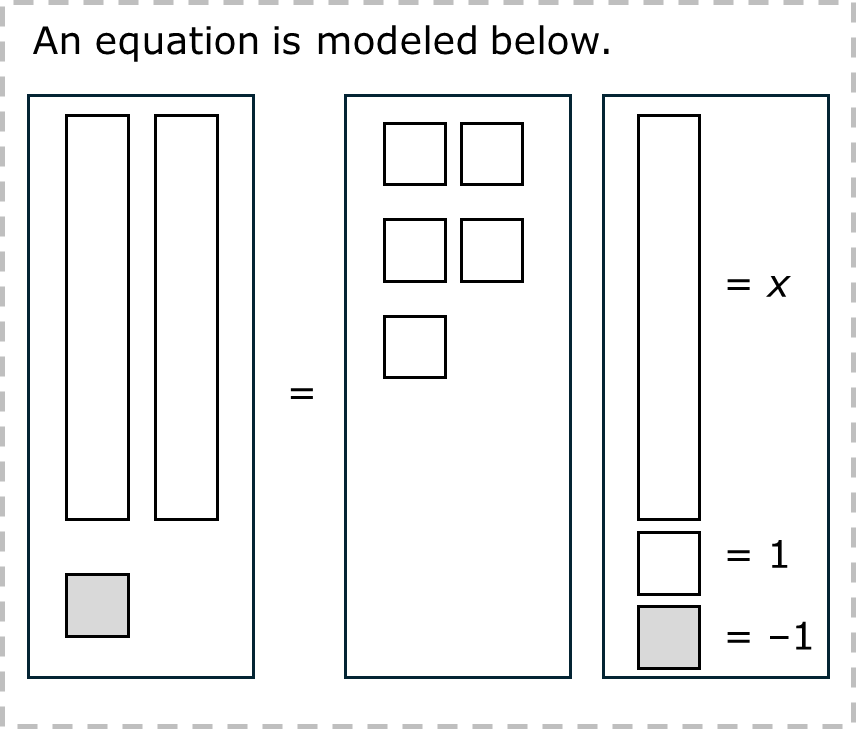 An equation is modeled below.
=
= x
= 1
= –1